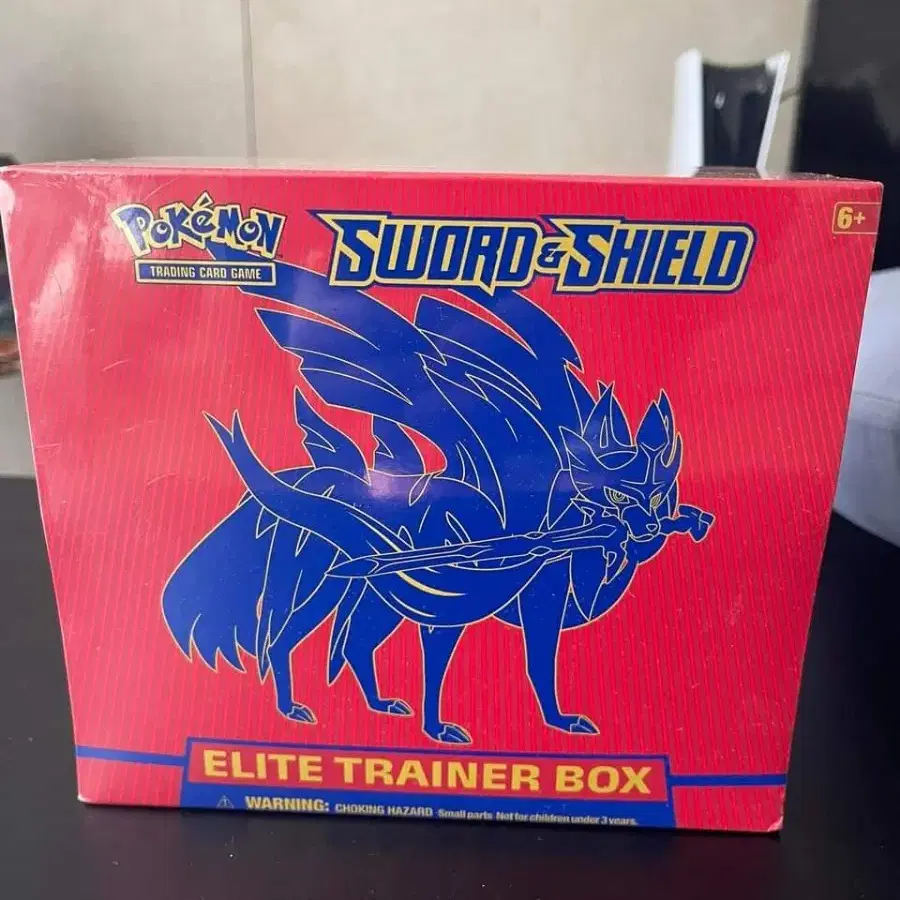 POKéMON
TRADING CARD GAME
SWORD & SHIELD
6+
ELITE TRAINER BOX
⚠ WARNING: CHOKING HAZARD-Small parts. Not for children under 3 years.